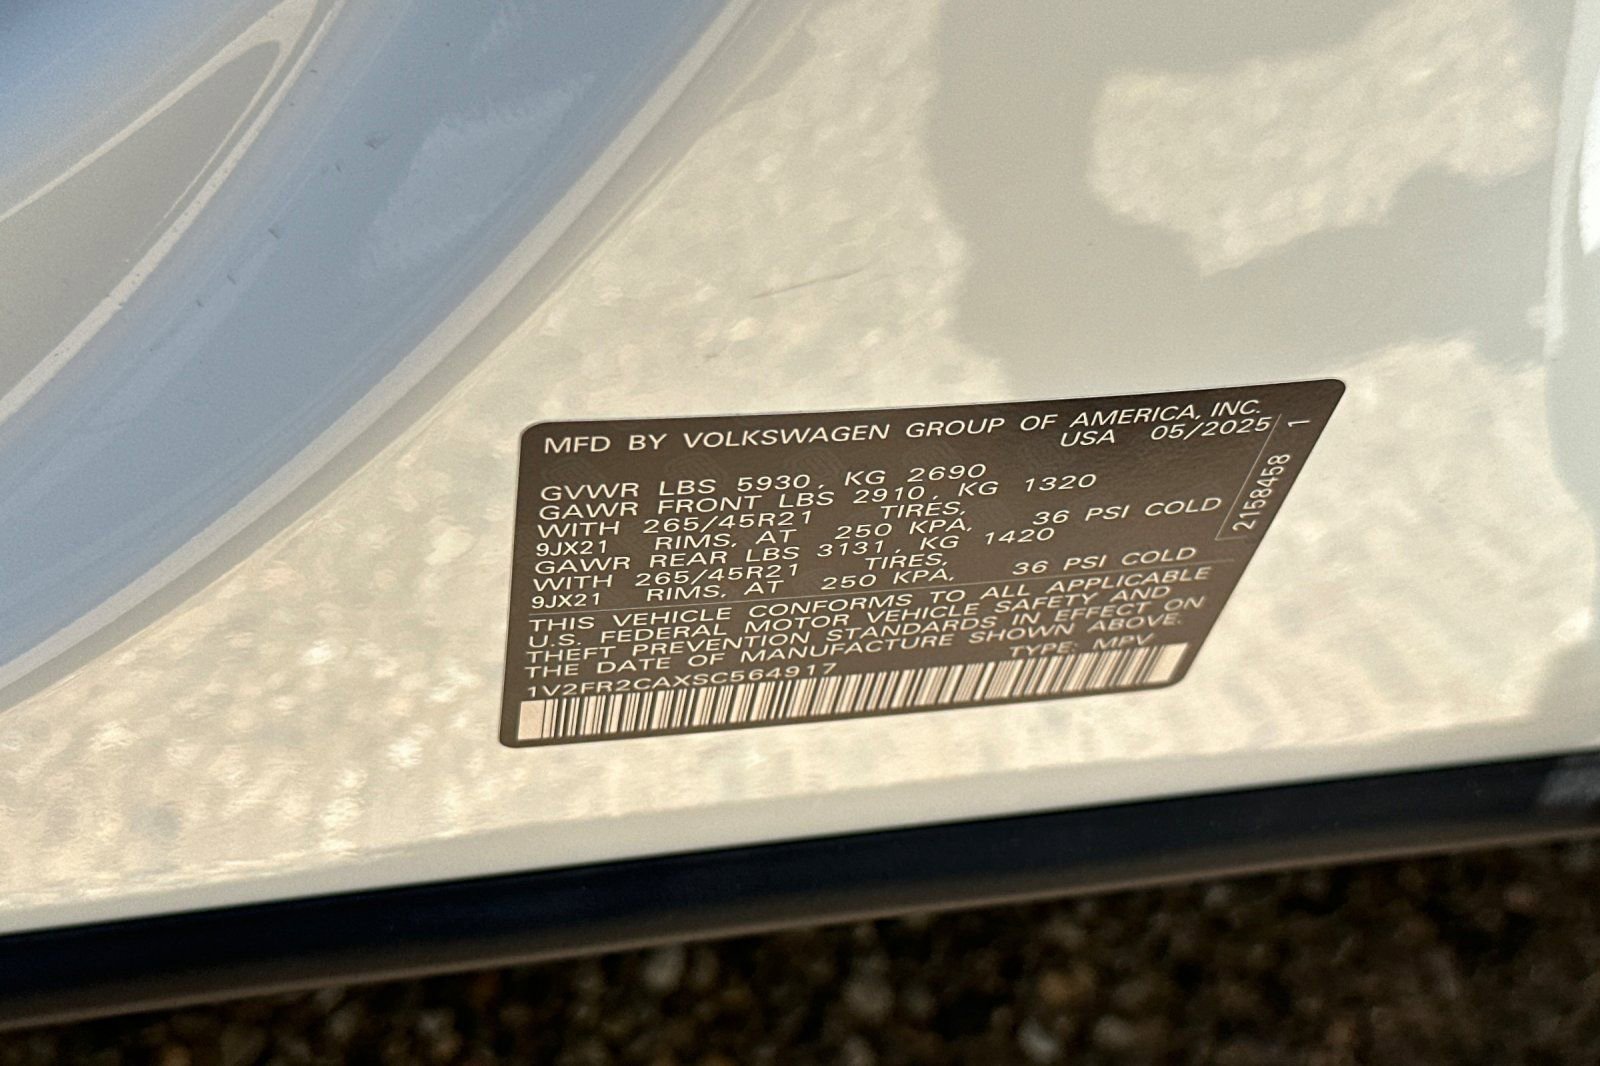 MFD BY VOLKSWAGEN GROUP OF AMERICA, INC.
USA 05/2025
GVWR LBS 5930, KG 2690
GAWR FRONT LBS 2910, KG 1320
WITH 265/45R21 TIRES,
9JX21 RIMS, AT 250 KPA, 36 PSI COLD
GAWR REAR LBS 3131, KG 1420
WITH 265/45R21 TIRES,
9JX21 RIMS, AT 250 KPA, 36 PSI COLD
THIS VEHICLE CONFORMS TO ALL APPLICABLE
U.S. FEDERAL MOTOR VEHICLE SAFETY AND
THEFT PREVENTION STANDARDS IN EFFECT ON
THE DATE OF MANUFACTURE SHOWN ABOVE.
TYPE: MPV
1V2FR2CAXSC564917
2158458 1